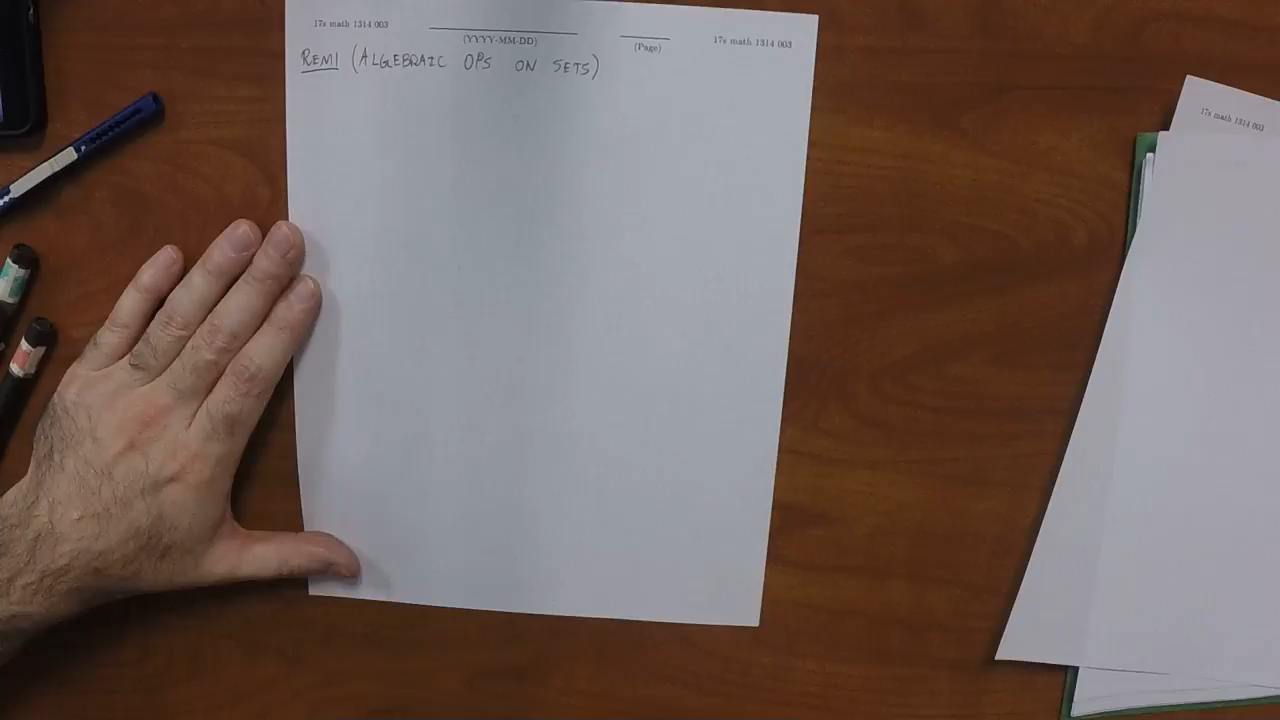 17s math 1314 003
(YYYY-MM-DD)
(Page)
17s math 1314 003
REM| (ALGEBRAIC OPS ON SETS)
17s math 1314 003